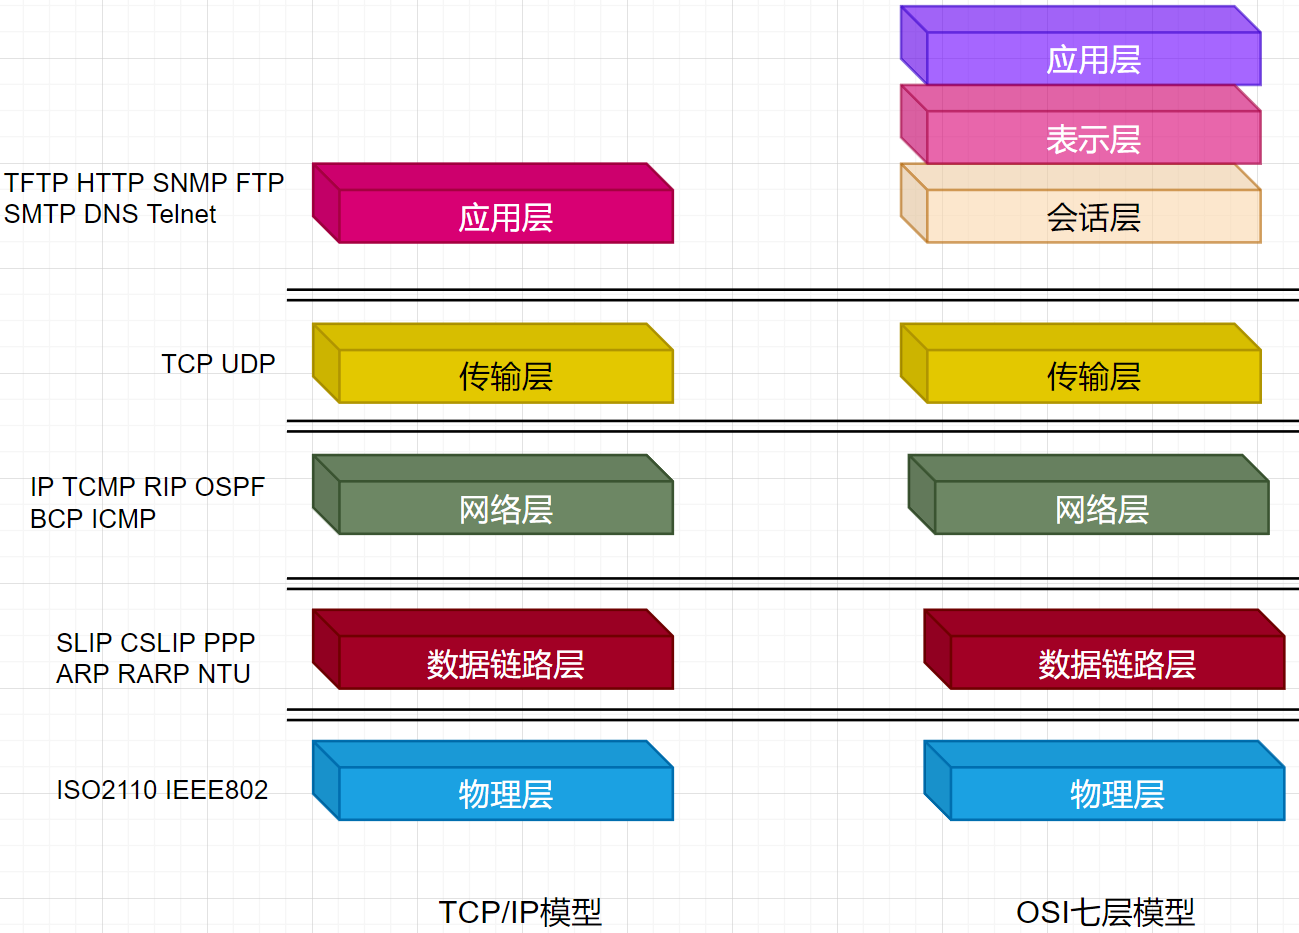 应用层
表示层
TFTP HTTP SNMP FTP
SMTP DNS Telnet
应用层
会话层
TCP UDP
传输层
传输层
IP TCMP RIP OSPF
BCP ICMP
网络层
网络层
SLIP CSLIP PPP
ARP RARP NTU
数据链路层
数据链路层
ISO2110 IEEE802
物理层
物理层
TCP/IP模型
OSI七层模型